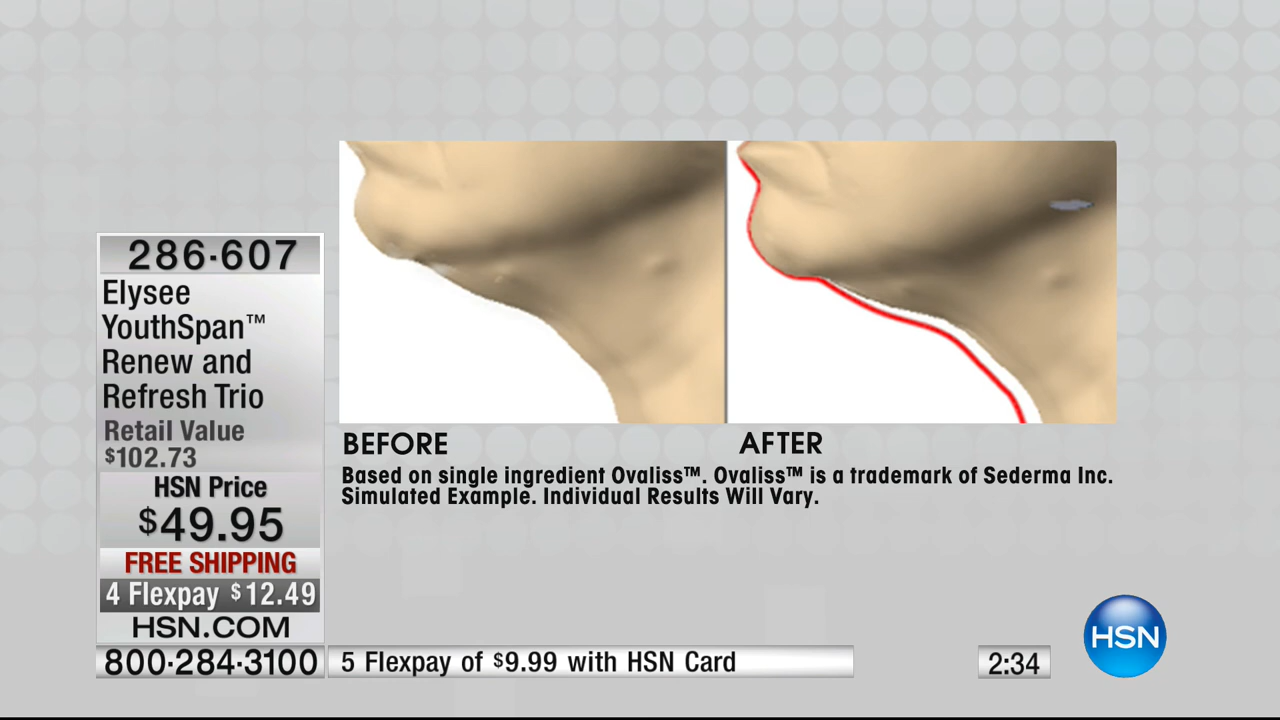 286·607
Elysee
YouthSpan™
Renew and
Refresh Trio
Retail Value
$102.73
HSN Price
$49.95
FREE SHIPPING
4 Flexpay $12.49
HSN.COM
800·284·3100
BEFORE
AFTER
Based on single ingredient Ovaliss™. Ovaliss™ is a trademark of Sederma Inc.
Simulated Example. Individual Results Will Vary.
5 Flexpay of $9.99 with HSN Card
2:34
HSN